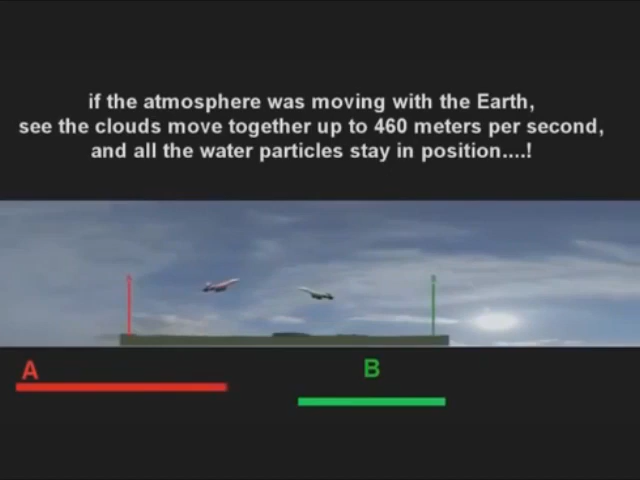 if the atmosphere was moving with the Earth,
see the clouds move together up to 460 meters per second,
and all the water particles stay in position....!
A
B